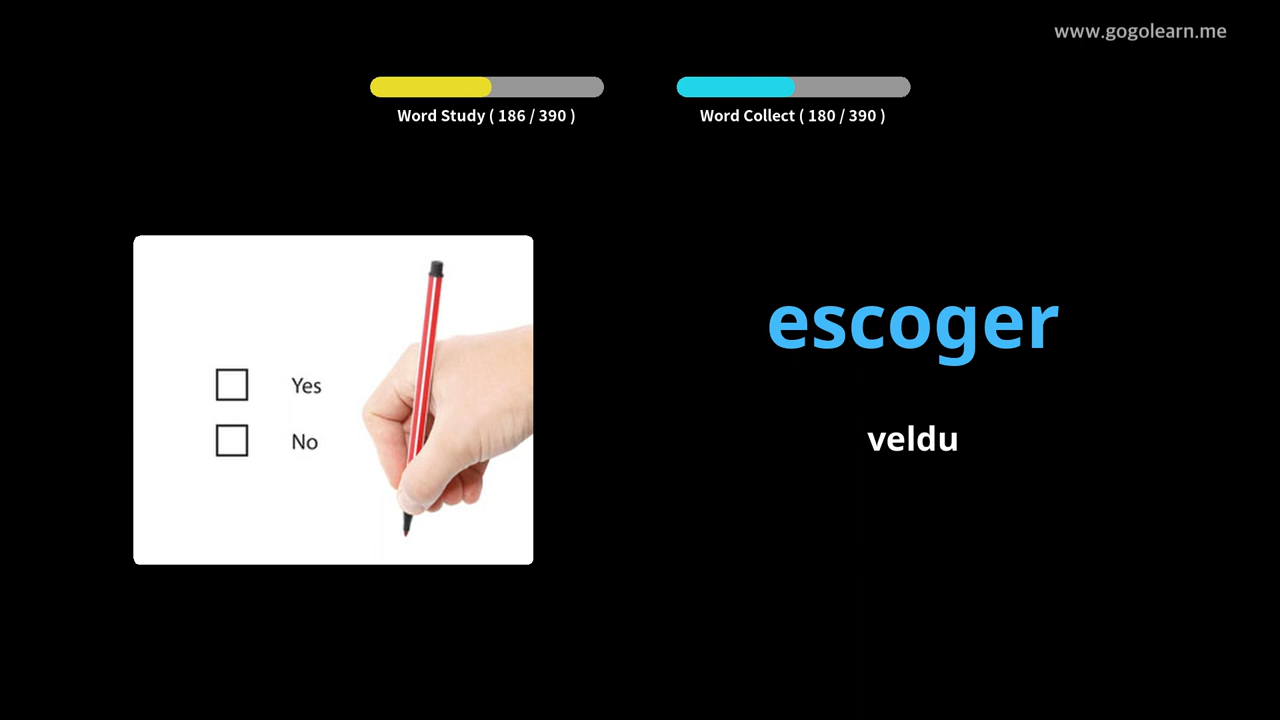 www.gogolearn.me
Word Study ( 186 / 390 )
Word Collect ( 180 / 390 )
Yes
No
escoger
veldu